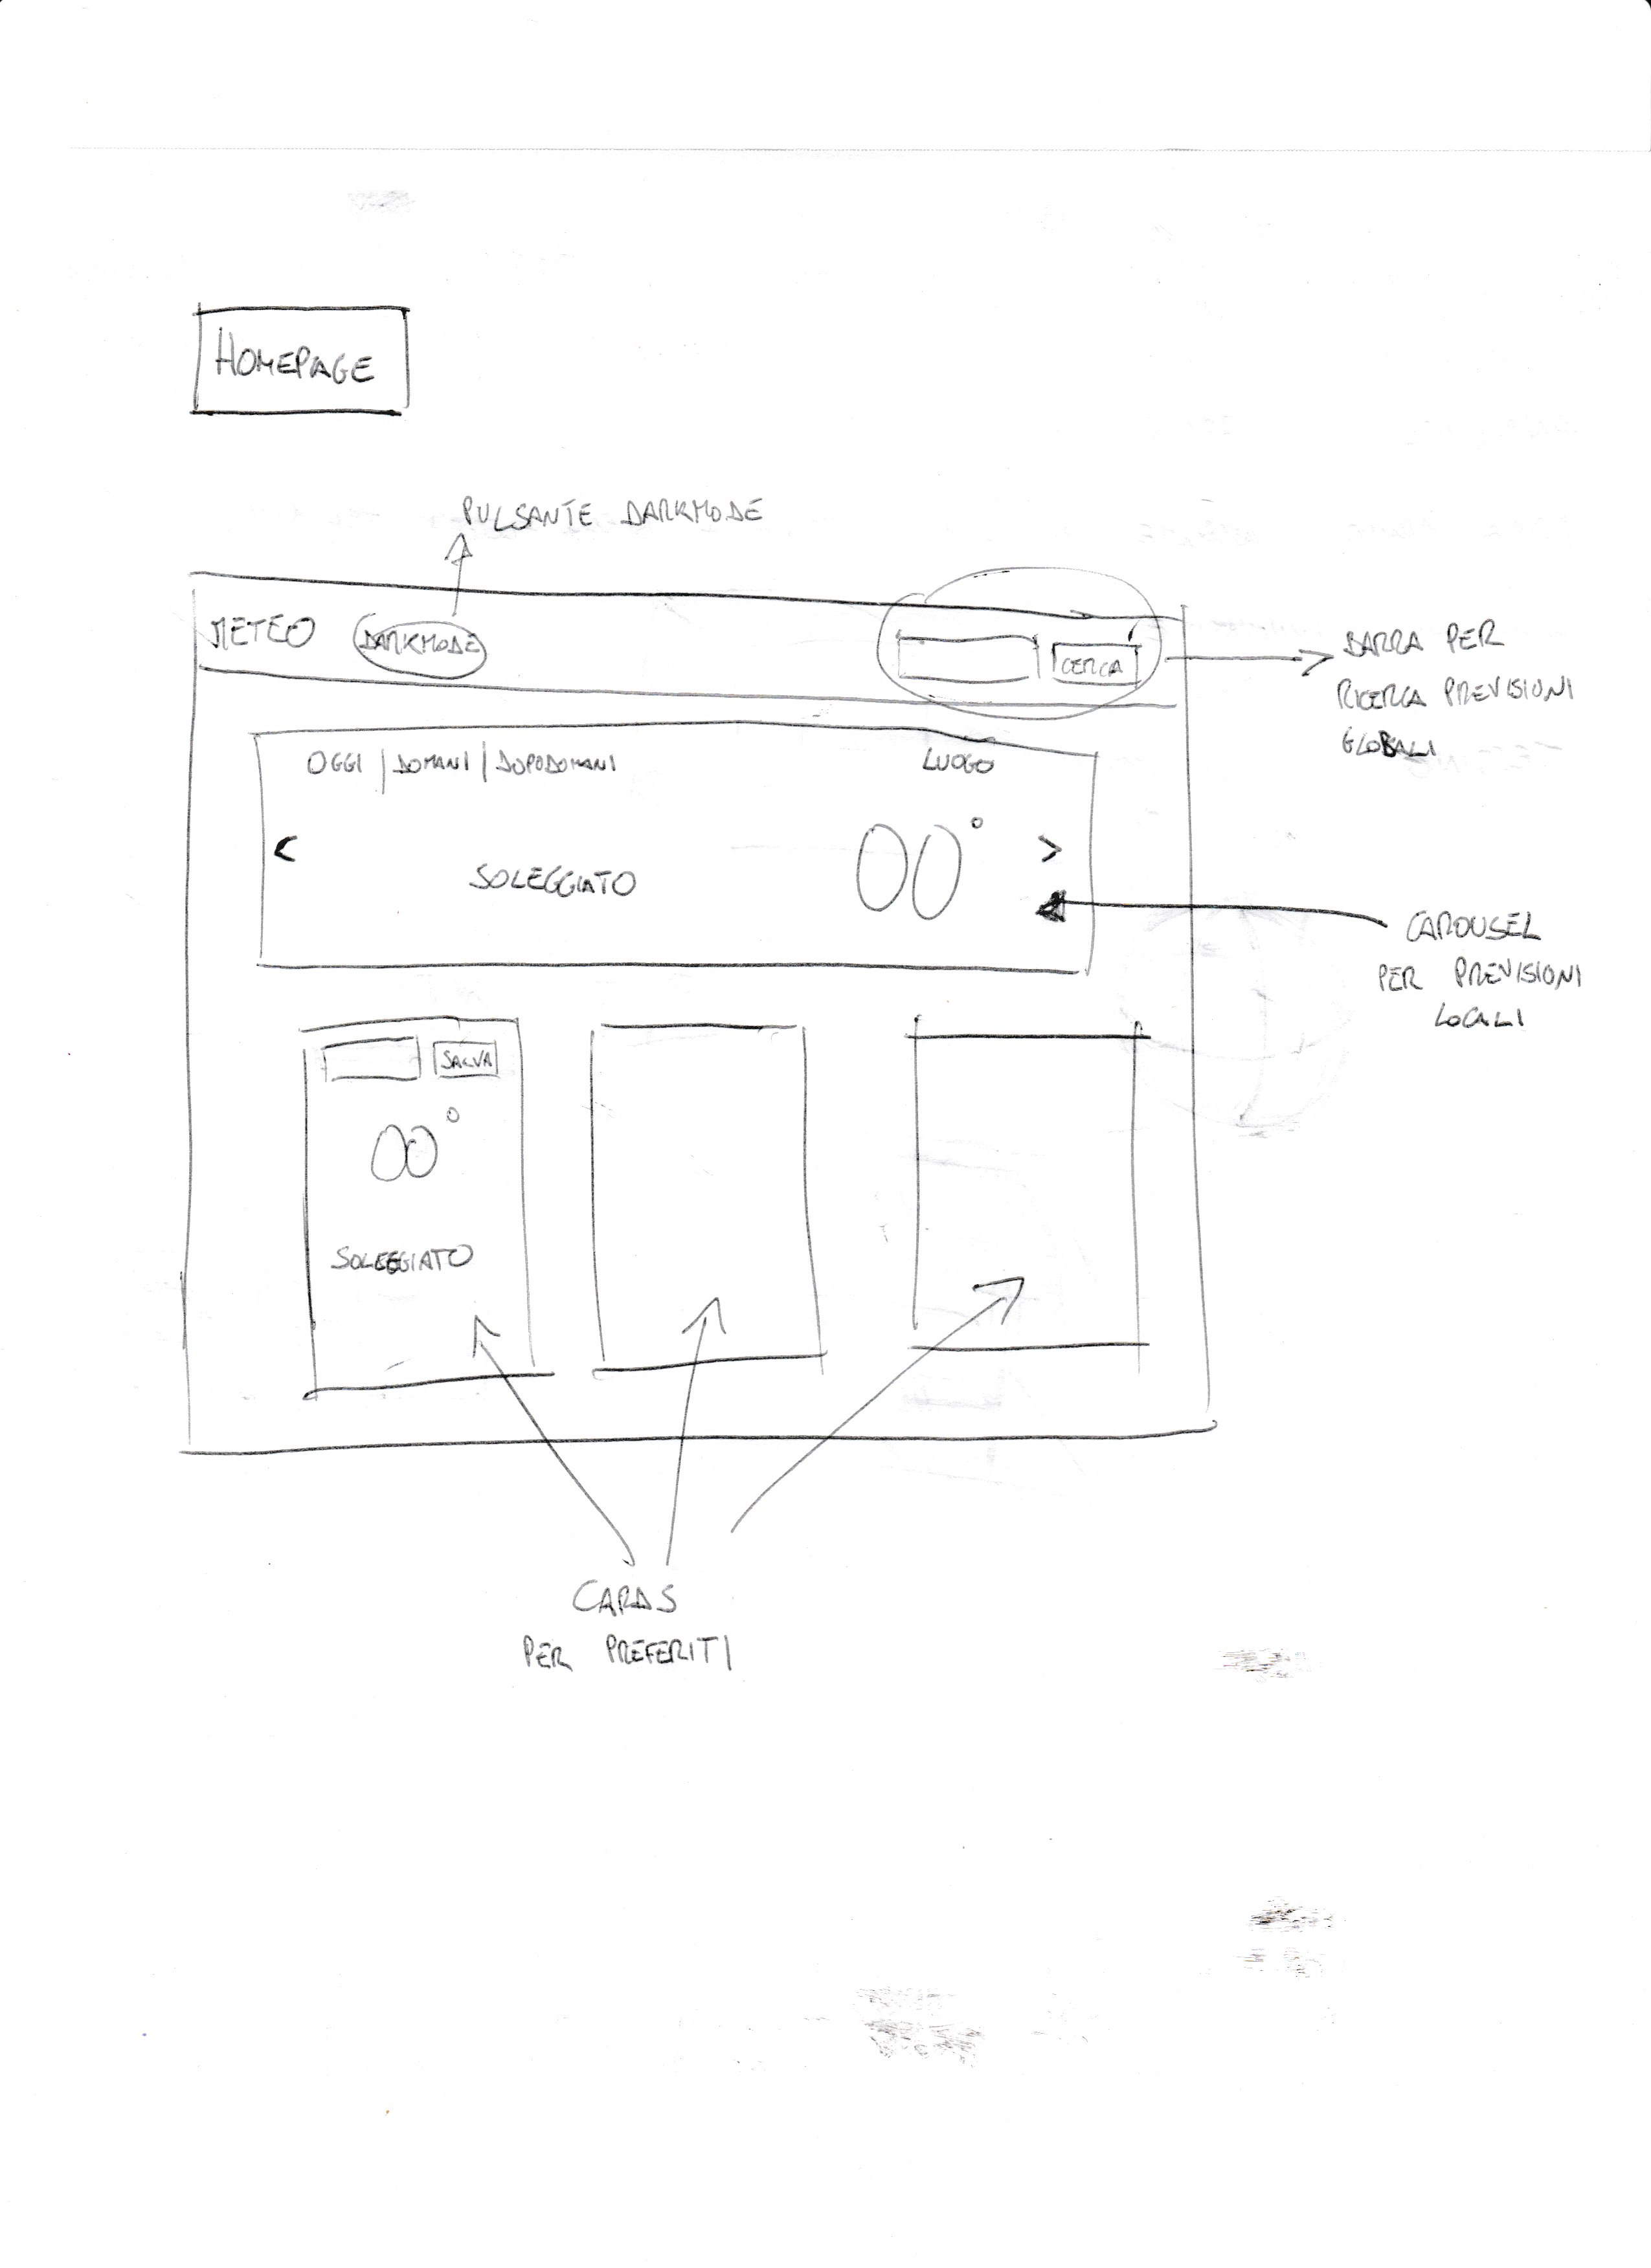 HOMEPAGE
PULSANTE DARKMODE
METEO DARKMODE
CERCA
BARRA PER
RICERCA PREVISIONI
GLOBALI
OGGI | DOMANI | DOPODOMANI LUOGO
< SOLEGGIATO 00° >
CAROUSEL
PER PREVISIONI
LOCALI
SALVA
00°
SOLEGGIATO
CARDS
PER PREFERITI